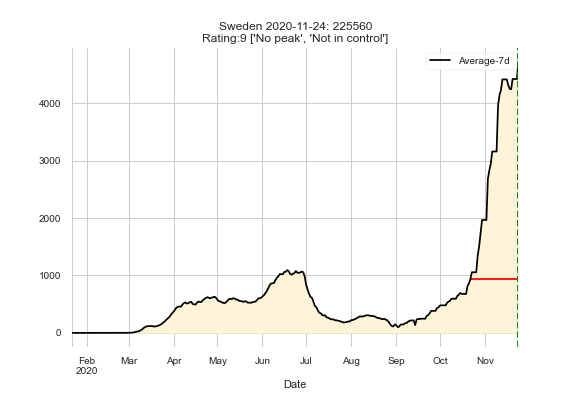 Sweden 2020-11-24: 225560
Rating:9 ['No peak', 'Not in control']
Average-7d
4000
3000
2000
1000
0
Feb Mar Apr May Jun Jul Aug Sep Oct Nov
2020
Date